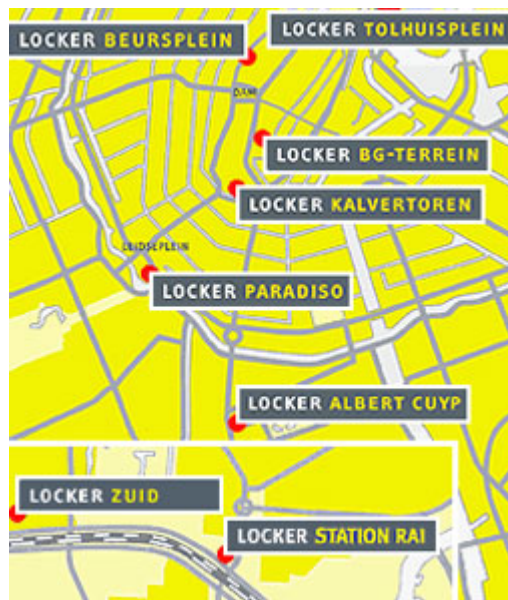 LOCKER BEURSPLEIN
LOCKER TOLHUISPLEIN
DAM
LOCKER BG-TERREIN
LOCKER KALVERTOREN
LEIDSEPLEIN
LOCKER PARADISO
LOCKER ALBERT CUYP
LOCKER ZUID
LOCKER STATION RAI